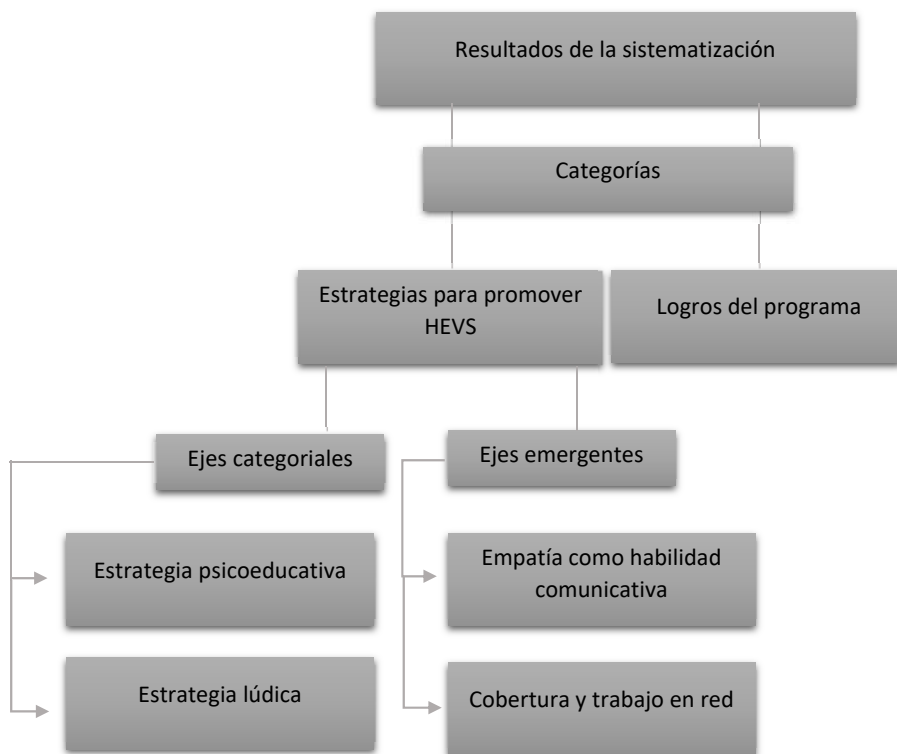 Resultados de la sistematización
Categorías
Estrategias para promover
HEVS
Logros del programa
Ejes categoriales
Ejes emergentes
Estrategia psicoeducativa
Empatía como habilidad
comunicativa
Estrategia lúdica
Cobertura y trabajo en red